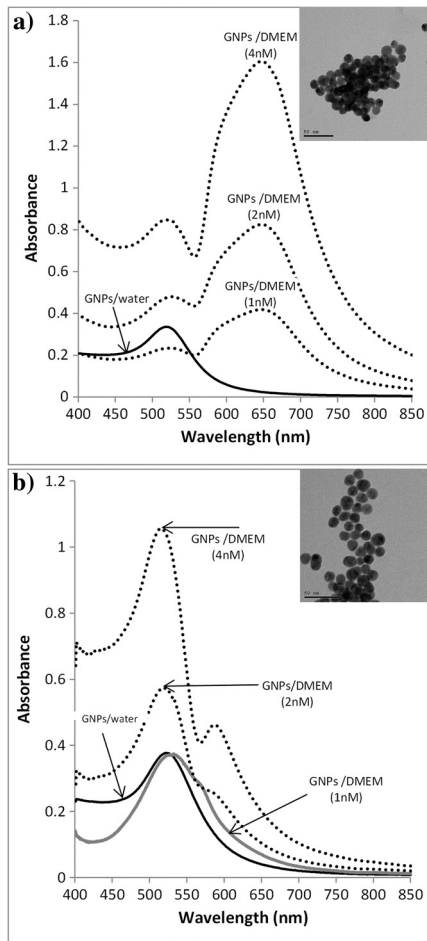 a)
GNPs /DMEM
(4nM)
50 nm
1.8
1.6
1.4
1.2
1
0.8
0.6
0.4
0.2
0
Absorbance
GNPs /DMEM
(2nM)
GNPs/DMEM
(1nM)
GNPs/water
400 450 500 550 600 650 700 750 800 850
Wavelength (nm)
b)
50 nm
1.2
1
0.8
0.6
0.4
0.2
0
Absorbance
GNPs /DMEM
(4nM)
GNPs/DMEM
(2nM)
GNPs/water
GNPs /DMEM
(1nM)
400 450 500 550 600 650 700 750 800 850
Wavelength (nm)